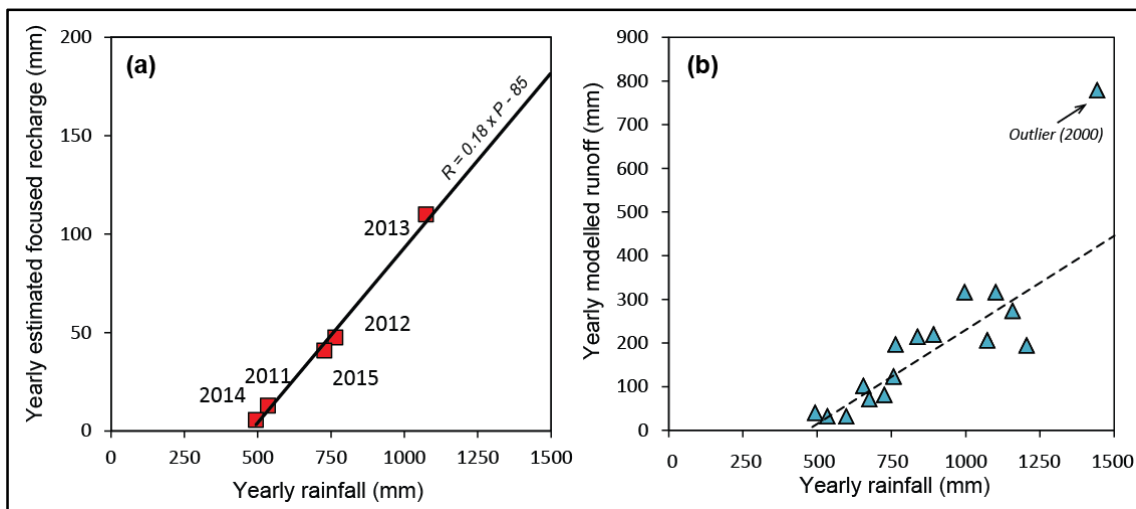 (a)
Yearly estimated focused recharge (mm)
200
150
100
50
0
R = 0.18 x P - 85
2013
2012
2011
2014
2015
0 250 500 750 1000 1250 1500
Yearly rainfall (mm)
(b)
Yearly modelled runoff (mm)
900
800
700
600
500
400
300
200
100
0
Outlier (2000)
0 250 500 750 1000 1250 1500
Yearly rainfall (mm)